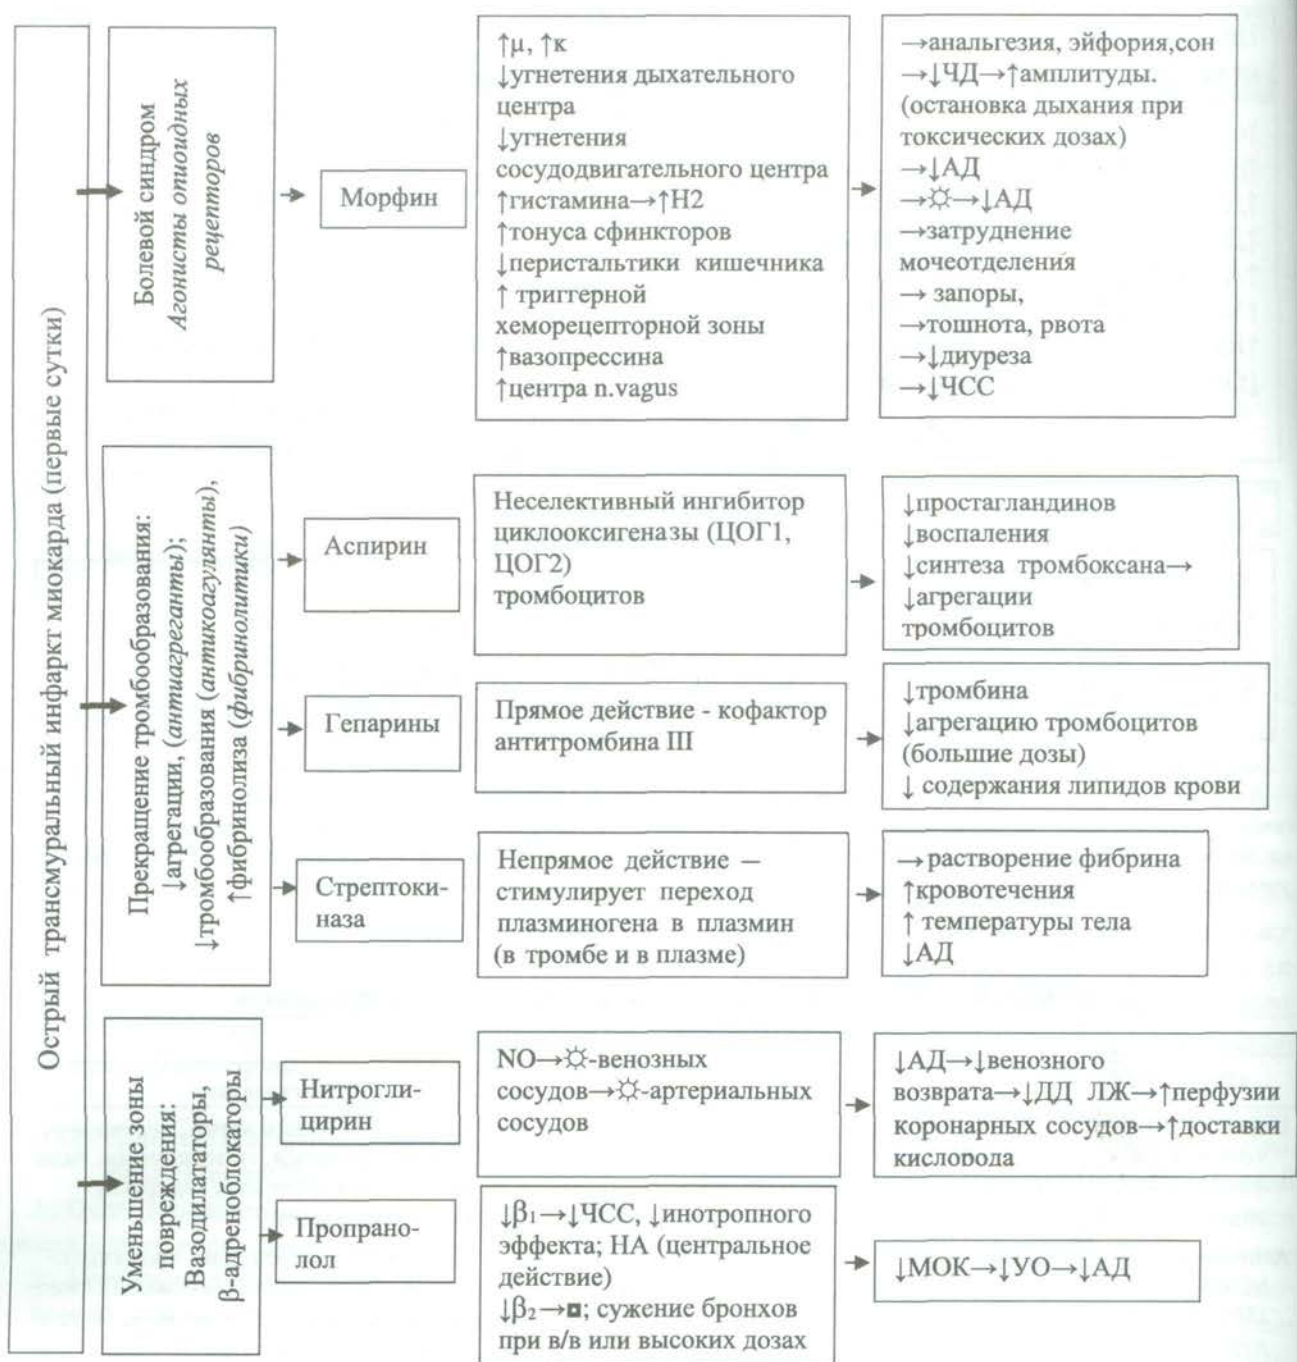 Острый трансмуральный инфаркт миокарда (первые сутки)
Болевой синдром
Агонисты опиоидных
рецепторов
Морфин
↑μ, ↑κ
↓угнетения дыхательного
центра
↓угнетения
сосудодвигательного центра
↑гистамина→↑H2
↑тонуса сфинкторов
↓перистальтики кишечника
↑ триггерной
хеморецепторной зоны
↑вазопрессина
↑центра n.vagus
→анальгезия, эйфория,сон
→↓ЧД→↑амплитуды.
(остановка дыхания при
токсических дозах)
→↓АД
→☼→↓АД
→затруднение
мочеотделения
→ запоры,
→тошнота, рвота
→↓диуреза
→↓ЧСС
Прекращение тромбообразования:
↓агрегации, (антиагреганты);
↓тромбообразования (антикоагулянты),
↑фибринолиза (фибринолитики)
Аспирин
Неселективный ингибитор
циклооксигеназы (ЦОГ1,
ЦОГ2)
тромбоцитов
↓простагландинов
↓воспаления
↓синтеза тромбоксана→
↓агрегации
тромбоцитов
Гепарины
Прямое действие - кофактор
антитромбина III
↓тромбина
↓агрегацию тромбоцитов
(большие дозы)
↓ содержания липидов крови
Стрептоки-
наза
Непрямое действие –
стимулирует переход
плазминогена в плазмин
(в тромбе и в плазме)
→ растворение фибрина
↑кровотечения
↑ температуры тела
↓АД
Уменьшение зоны
повреждения:
Вазодилататоры,
β-адреноблокаторы
Нитрогли-
цирин
NO→☼-венозных
сосудов→☼-артериальных
сосудов
↓АД→↓венозного
возврата→↓ДД ЛЖ→↑перфузии
коронарных сосудов→↑доставки
кислорода
Пропрано-
лол
↓β₁→↓ЧСС, ↓инотропного
эффекта; НА (центральное
действие)
↓β₂→◘; сужение бронхов
при в/в или высоких дозах
↓МОК→↓УО→↓АД